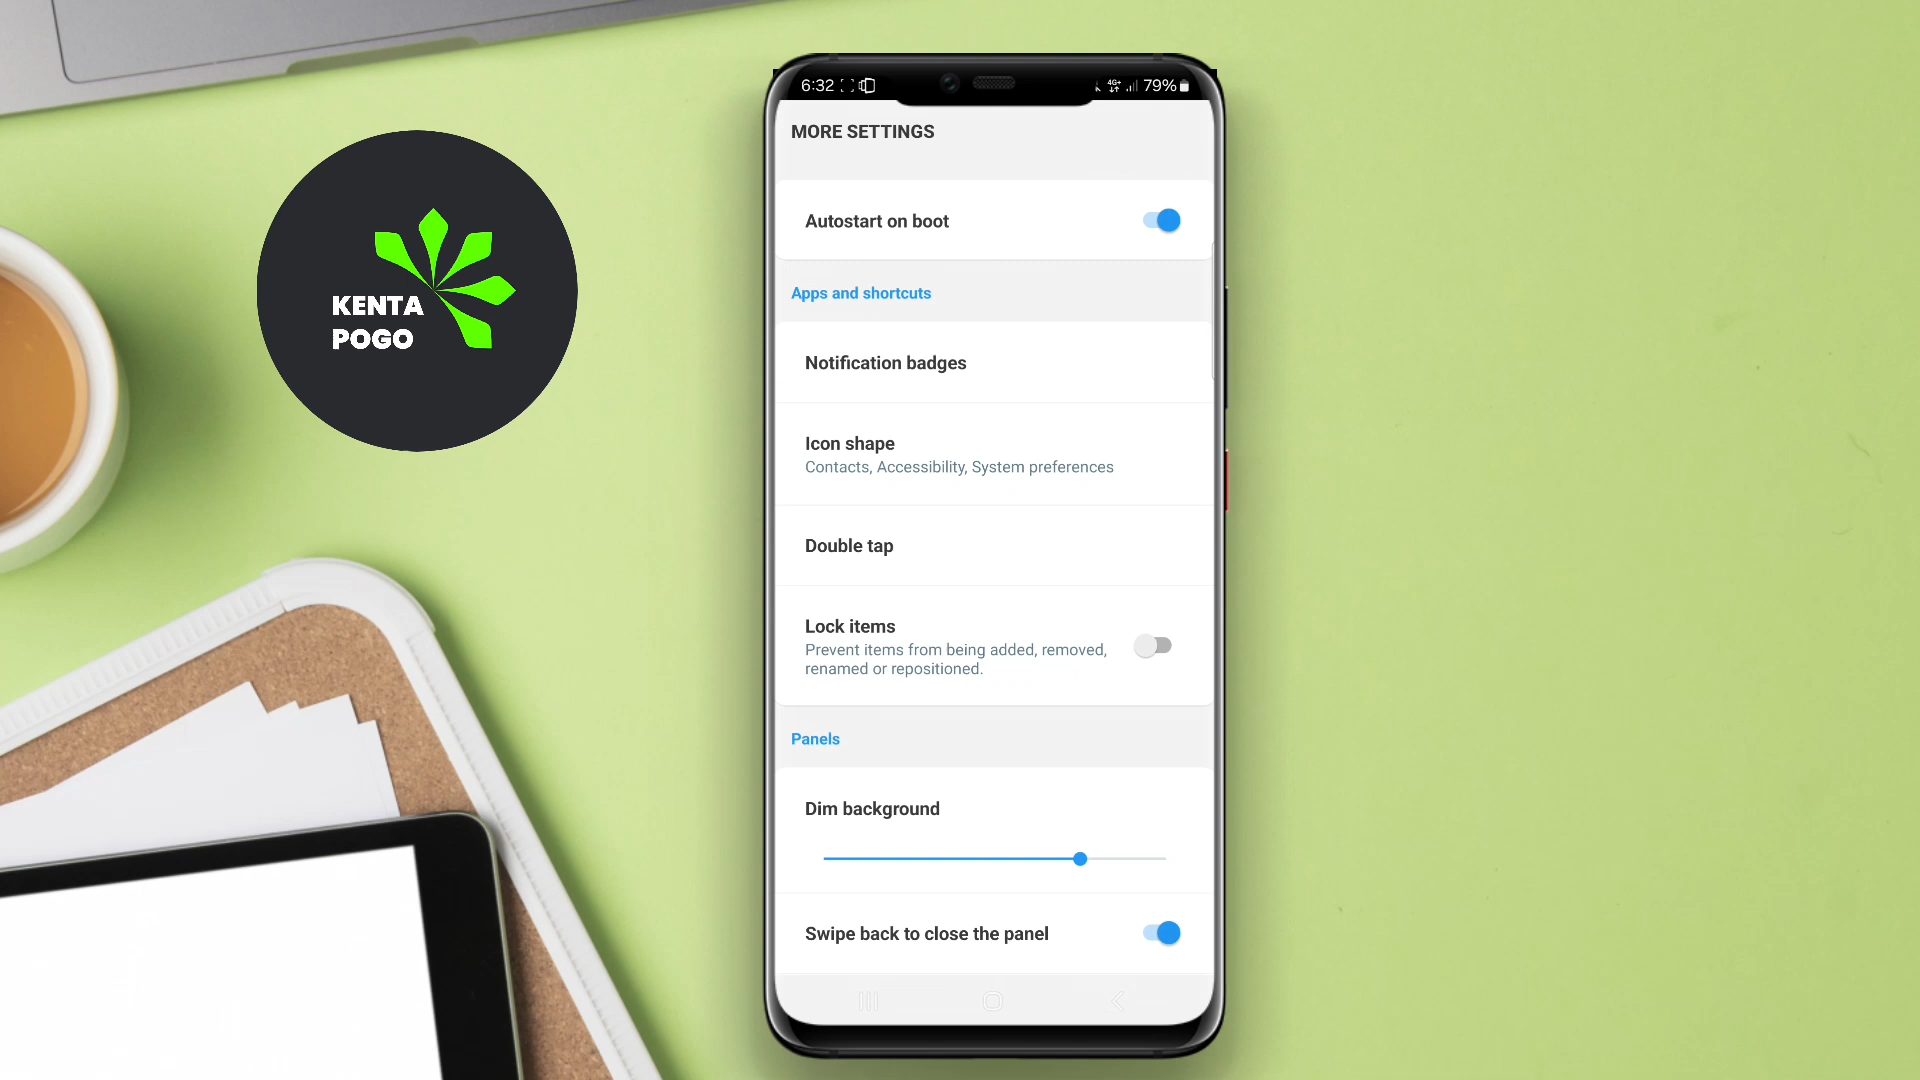 6:32
4G+
79%
MORE SETTINGS
Autostart on boot
Apps and shortcuts
Notification badges
Icon shape
Contacts, Accessibility, System preferences
Double tap
Lock items
Prevent items from being added, removed,
renamed or repositioned.
Panels
Dim background
Swipe back to close the panel
KENTA
POGO